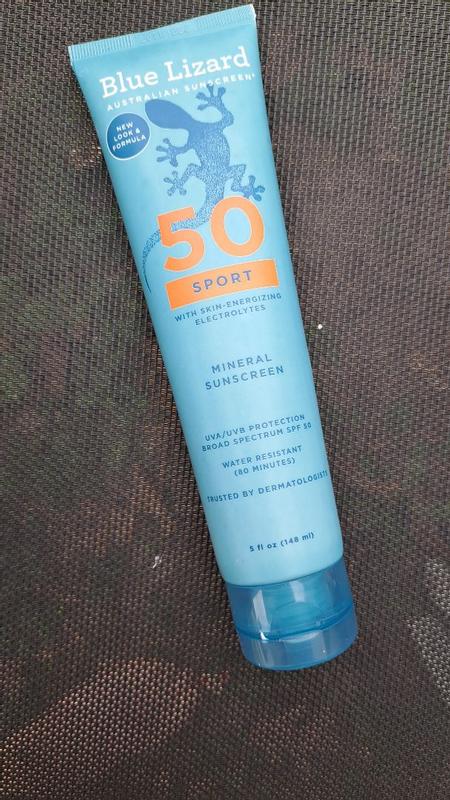 Blue Lizard
AUSTRALIAN SUNSCREEN®
NEW
LOOK &
FORMULA
50
SPORT
WITH SKIN-ENERGIZING
ELECTROLYTES
MINERAL
SUNSCREEN
UVA/UVB PROTECTION
BROAD SPECTRUM SPF 50
WATER RESISTANT
(80 MINUTES)
TRUSTED BY DERMATOLOGISTS
5 fl oz (148 ml)